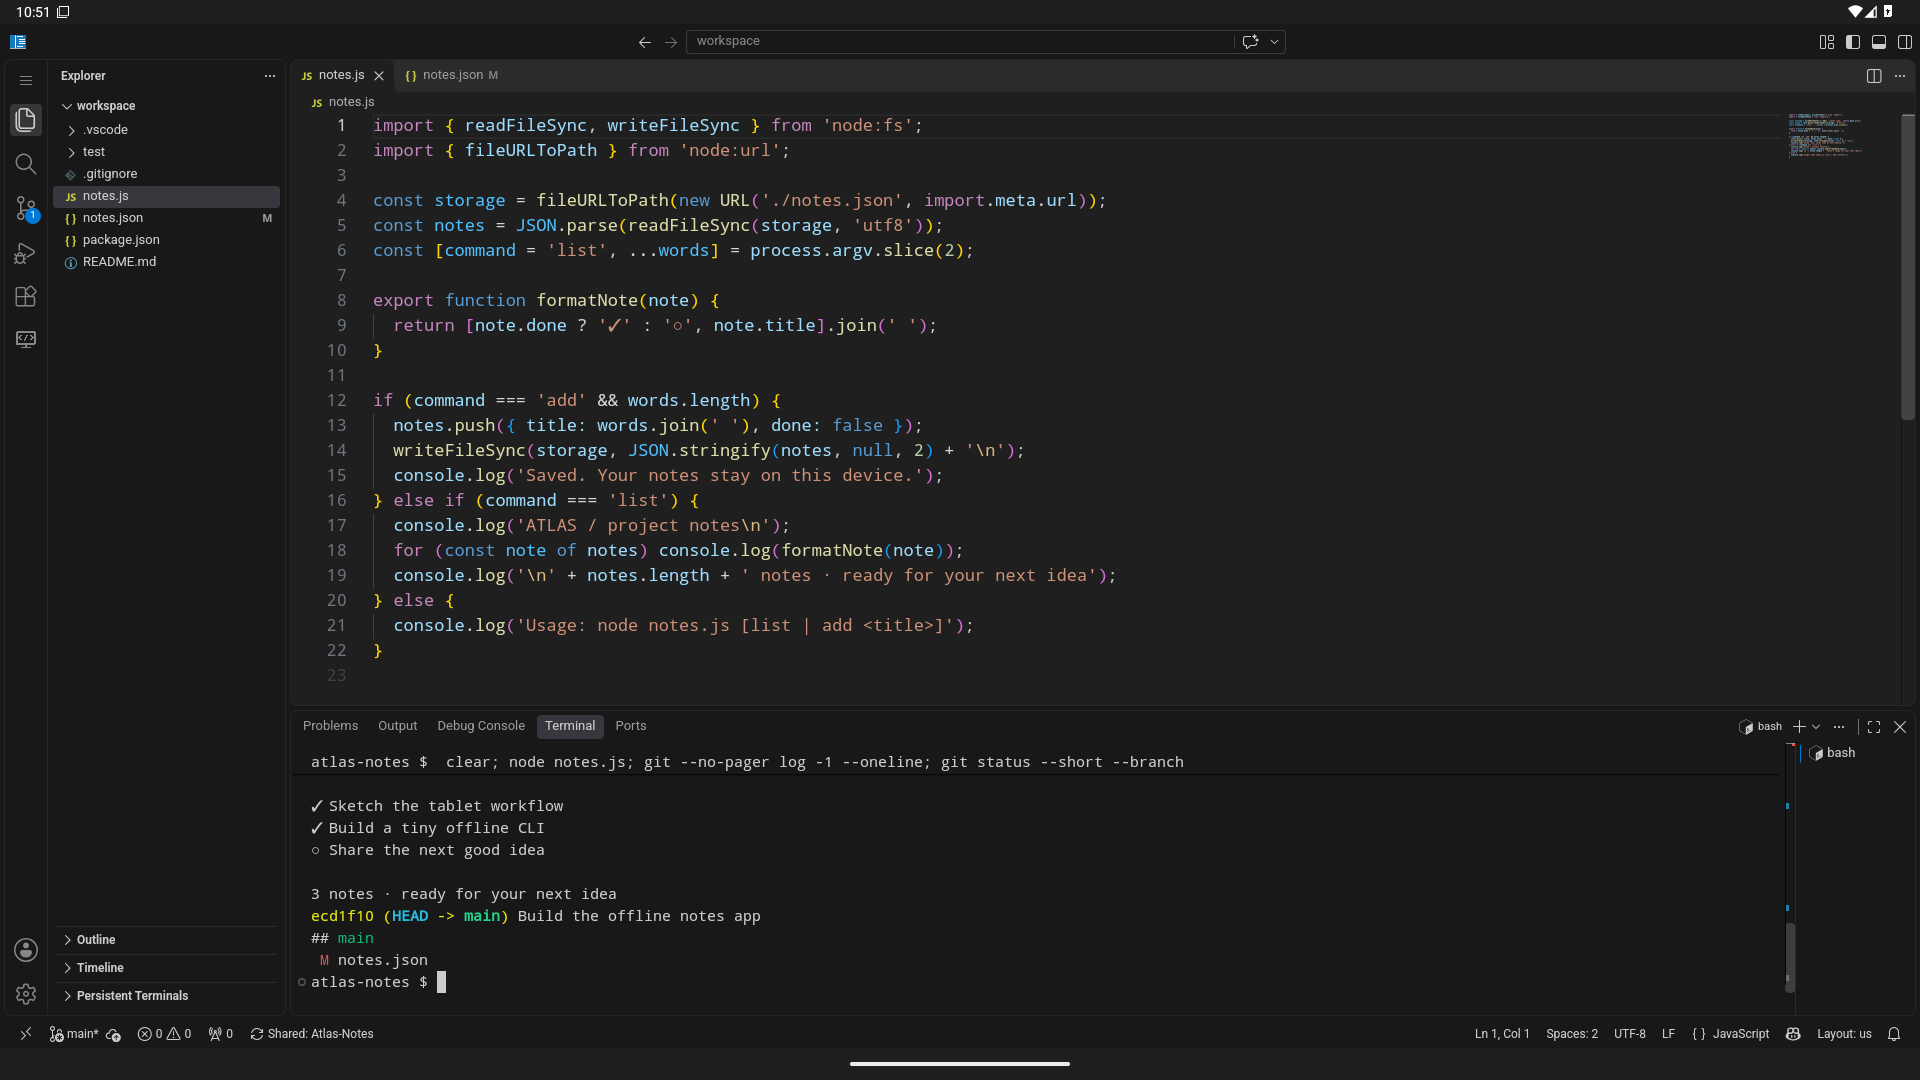 10:51
workspace
Explorer
workspace
.vscode
test
.gitignore
JS notes.js
{} notes.json M
{} package.json
README.md
1
Outline
Timeline
Persistent Terminals
JS notes.js
{} notes.json M
JS notes.js
1 import { readFileSync, writeFileSync } from 'node:fs';
2 import { fileURLToPath } from 'node:url';
3
4 const storage = fileURLToPath(new URL('./notes.json', import.meta.url));
5 const notes = JSON.parse(readFileSync(storage, 'utf8'));
6 const [command = 'list', ...words] = process.argv.slice(2);
7
8 export function formatNote(note) {
9   return [note.done ? '✓' : '○', note.title].join(' ');
10 }
11
12 if (command === 'add' && words.length) {
13   notes.push({ title: words.join(' '), done: false });
14   writeFileSync(storage, JSON.stringify(notes, null, 2) + '\n');
15   console.log('Saved. Your notes stay on this device.');
16 } else if (command === 'list') {
17   console.log('ATLAS / project notes\n');
18   for (const note of notes) console.log(formatNote(note));
19   console.log('\n' + notes.length + ' notes · ready for your next idea');
20 } else {
21   console.log('Usage: node notes.js [list | add <title>]');
22 }
23
Problems Output Debug Console Terminal Ports
bash
bash
atlas-notes $  clear; node notes.js; git --no-pager log -1 --oneline; git status --short --branch
✓ Sketch the tablet workflow
✓ Build a tiny offline CLI
○ Share the next good idea
3 notes · ready for your next idea
ecd1f10 (HEAD -> main) Build the offline notes app
## main
 M notes.json
atlas-notes $
main* 0 0 0 Shared: Atlas-Notes
Ln 1, Col 1 Spaces: 2 UTF-8 LF {} JavaScript Layout: us